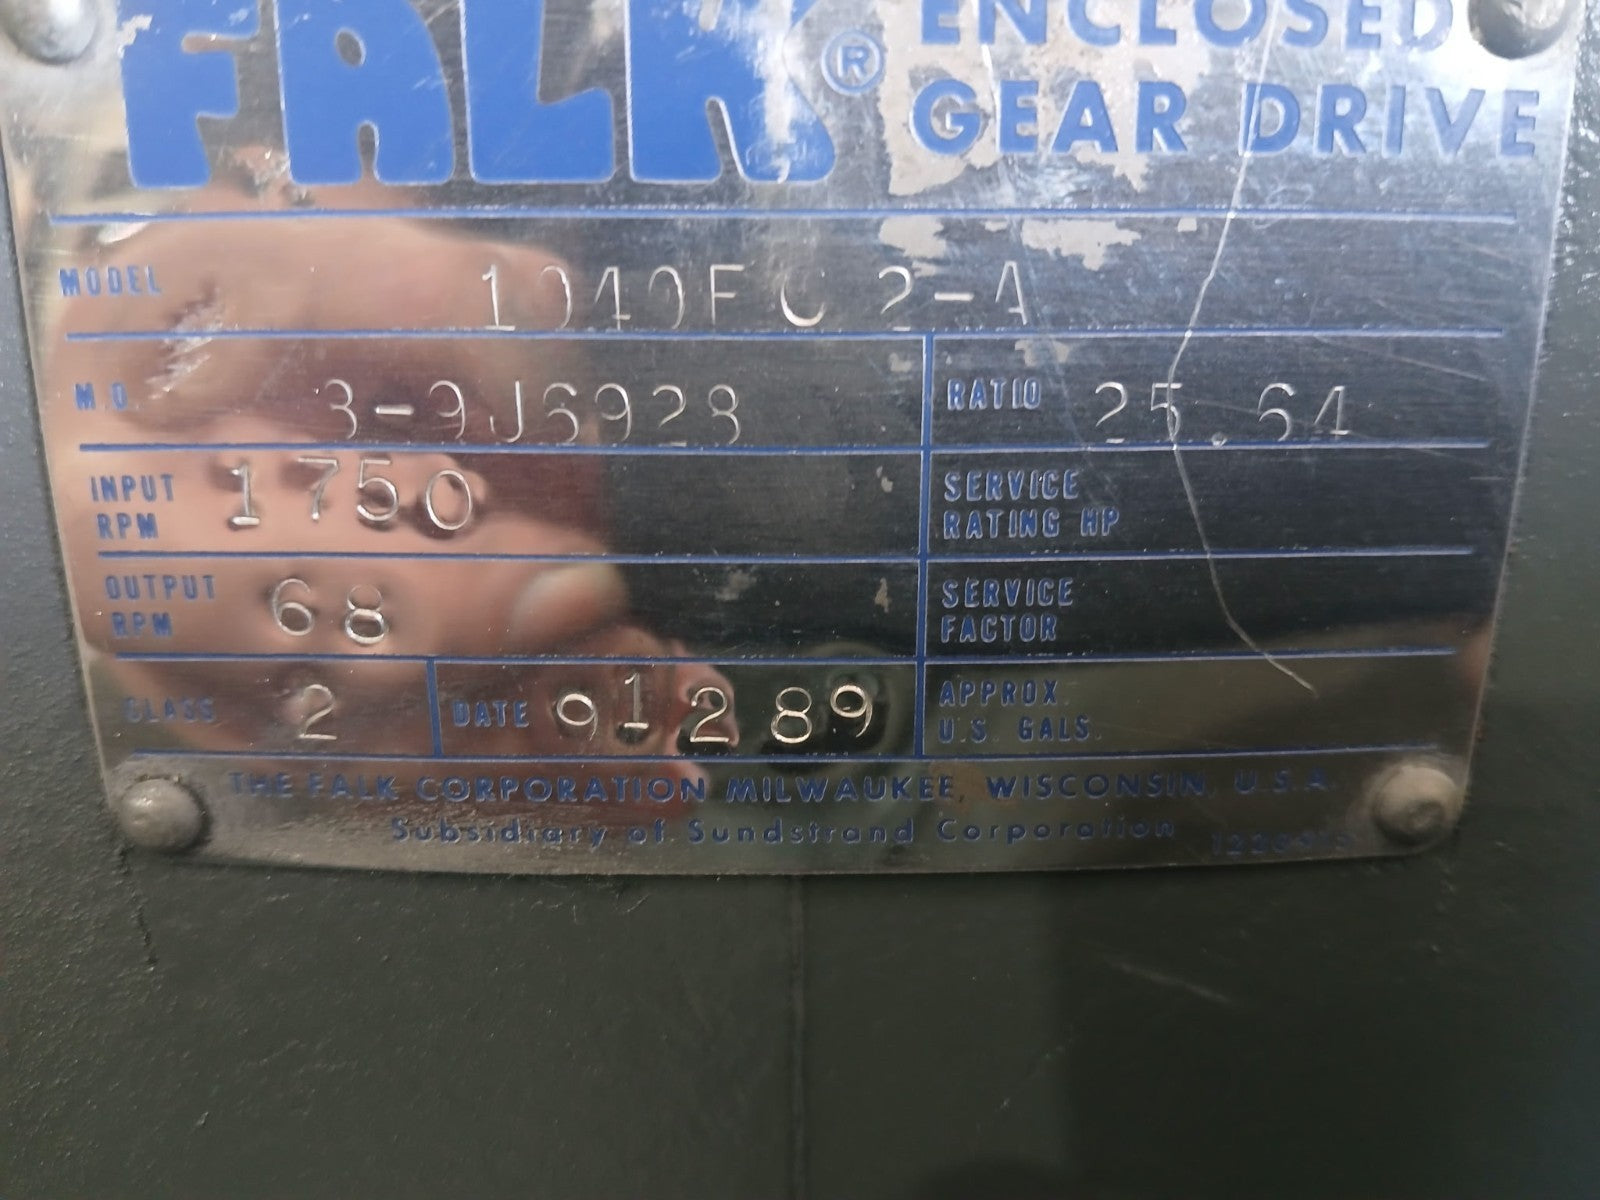 FALK® ENCLOSED
GEAR DRIVE
MODEL 1040FC2-A
M.O. 3-9J6928 RATIO 25.64
INPUT RPM 1750 SERVICE RATING HP
OUTPUT RPM 68 SERVICE FACTOR
CLASS 2 DATE 91289 APPROX. U.S. GALS.
THE FALK CORPORATION MILWAUKEE, WISCONSIN, U.S.A.
Subsidiary of Sundstrand Corporation